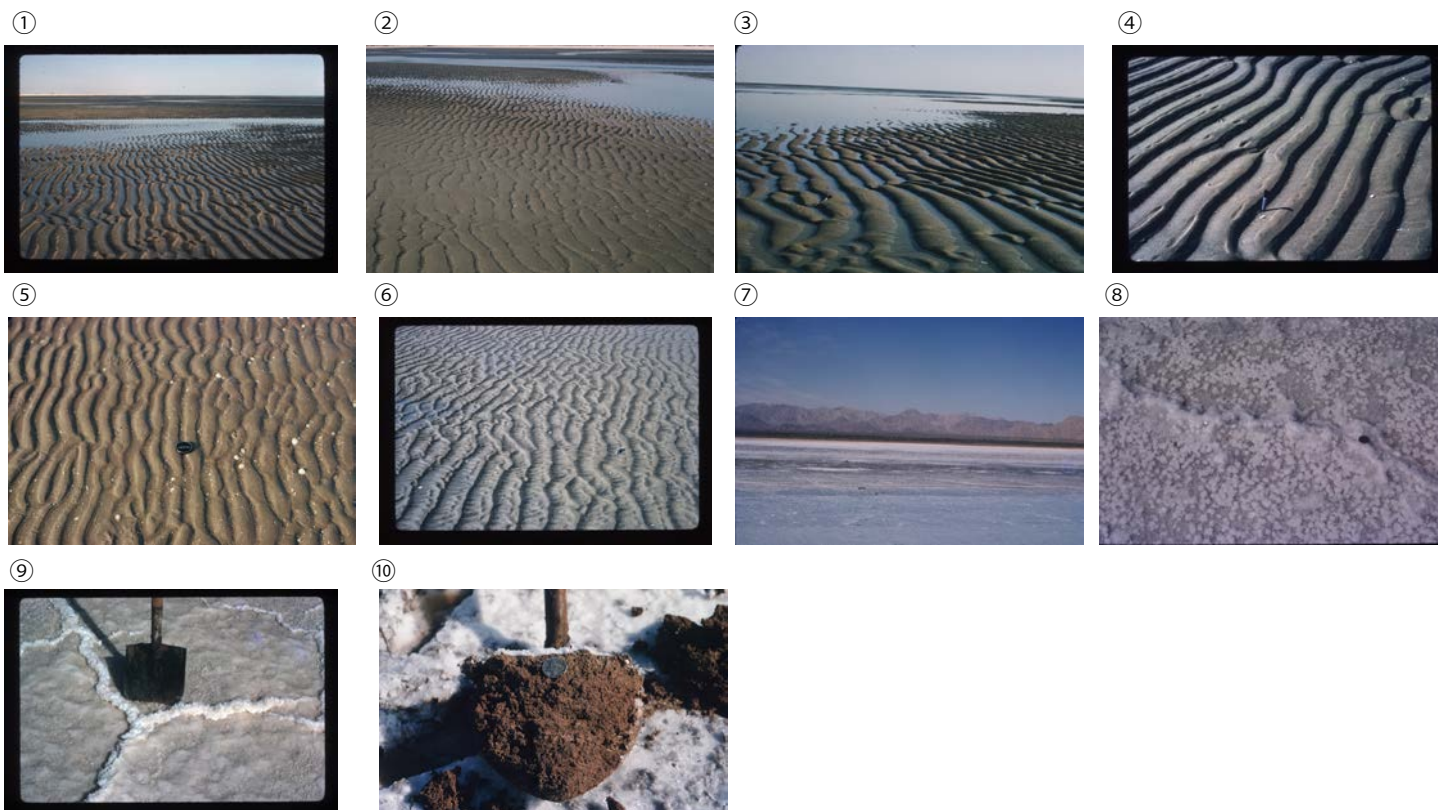 ① ② ③ ④
⑤ ⑥ ⑦ ⑧
⑨ ⑩